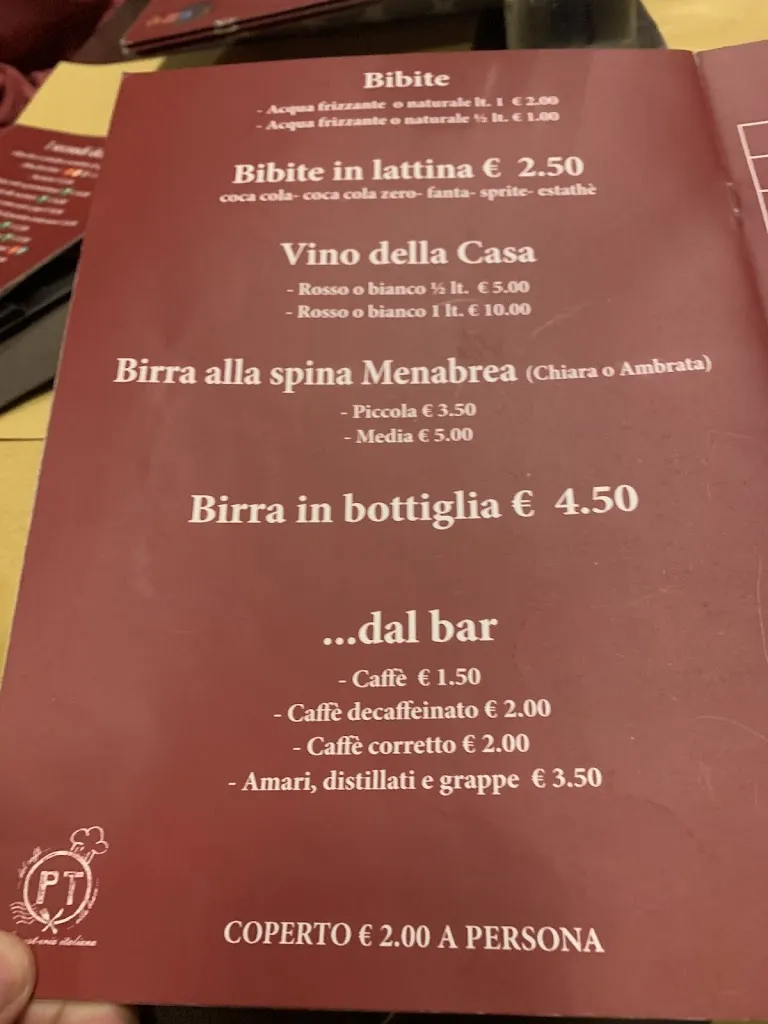 Bibite
- Acqua frizzante o naturale lt. 1 € 2.00
- Acqua frizzante o naturale ½ lt. € 1.00
Bibite in lattina € 2.50
coca cola- coca cola zero- fanta- sprite- estathè
Vino della Casa
- Rosso o bianco ½ lt. € 5.00
- Rosso o bianco 1 lt. € 10.00
Birra alla spina Menabrea (Chiara o Ambrata)
- Piccola € 3.50
- Media € 5.00
Birra in bottiglia € 4.50
...dal bar
- Caffè € 1.50
- Caffè decaffeinato € 2.00
- Caffè corretto € 2.00
- Amari, distillati e grappe € 3.50
PT
italiana
COPERTO € 2.00 A PERSONA